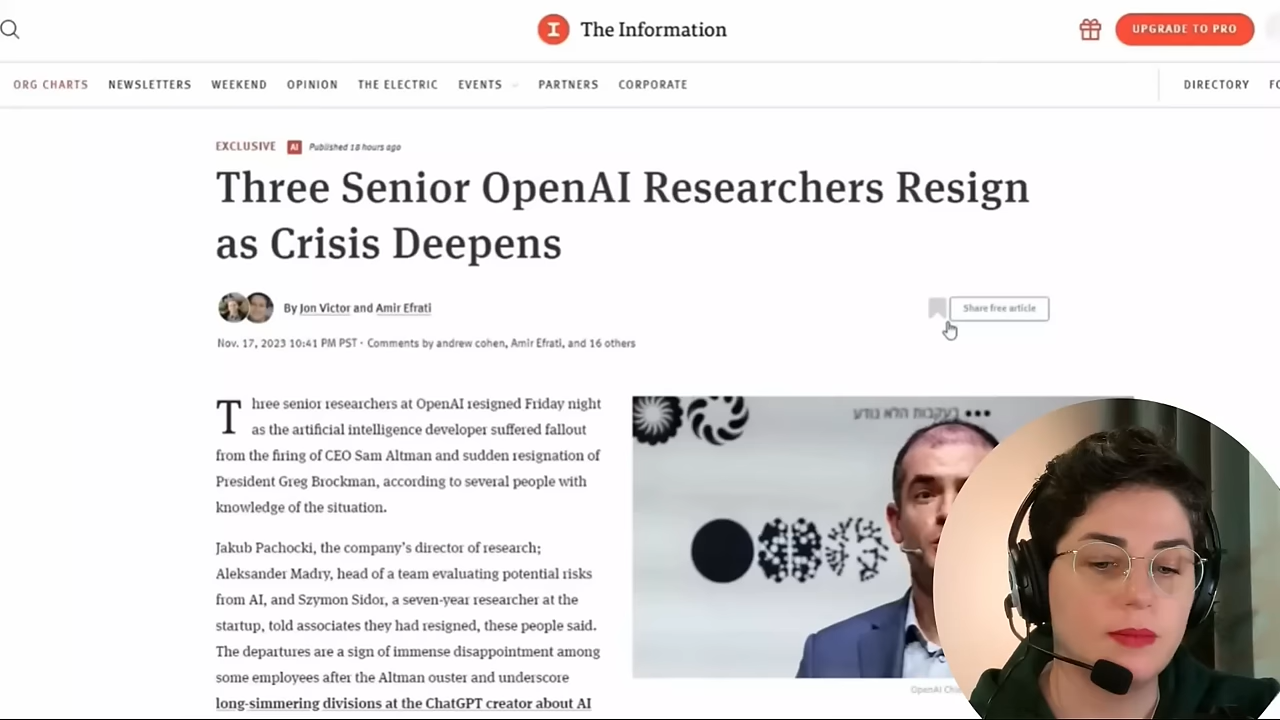 The Information
UPGRADE TO PRO
ORG CHARTS NEWSLETTERS WEEKEND OPINION THE ELECTRIC EVENTS PARTNERS CORPORATE DIRECTORY FO
EXCLUSIVE AI Published 18 hours ago
Three Senior OpenAI Researchers Resign
as Crisis Deepens
By Jon Victor and Amir Efrati
Share free article
Nov. 17, 2023 10:41 PM PST · Comments by andrew cohen, Amir Efrati, and 16 others
Three senior researchers at OpenAI resigned Friday night
as the artificial intelligence developer suffered fallout
from the firing of CEO Sam Altman and sudden resignation of
President Greg Brockman, according to several people with
knowledge of the situation.
Jakub Pachocki, the company's director of research;
Aleksander Madry, head of a team evaluating potential risks
from AI, and Szymon Sidor, a seven-year researcher at the
startup, told associates they had resigned, these people said.
The departures are a sign of immense disappointment among
some employees after the Altman ouster and underscore
long-simmering divisions at the ChatGPT creator about AI
בעקבות הלא נודע
OpenAI